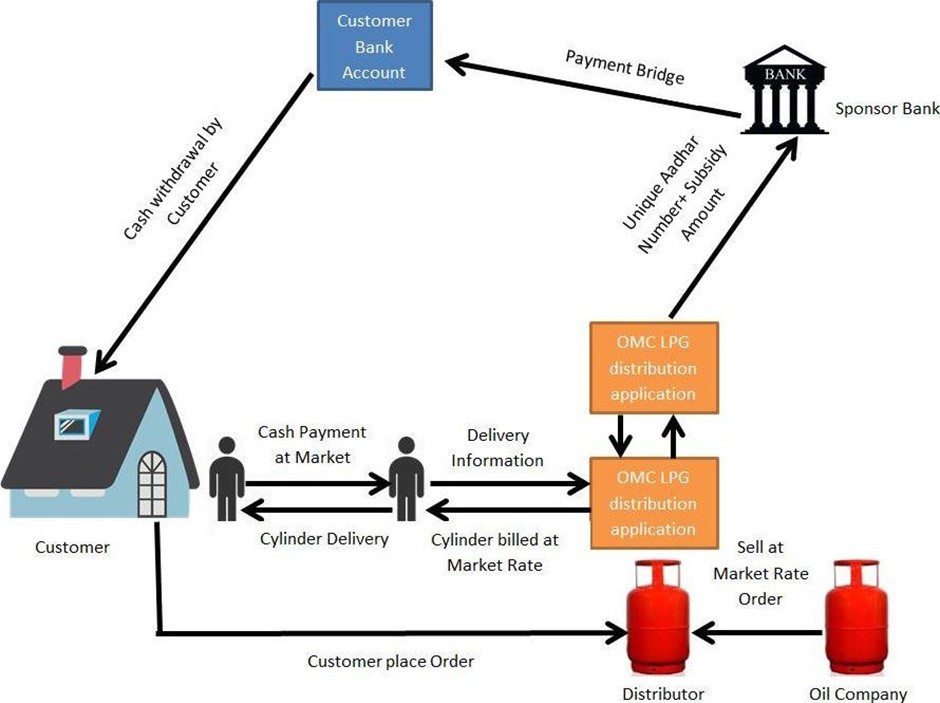 Customer
Bank
Account
Payment Bridge
BANK
Sponsor Bank
Cash withdrawal by
Customer
Unique Aadhar
Number+ Subsidy
Amount
OMC LPG
distribution
application
Cash Payment
at Market
Delivery
Information
OMC LPG
distribution
application
Cylinder Delivery
Cylinder billed at
Market Rate
Customer
Sell at
Market Rate
Order
Customer place Order
Distributor
Oil Company